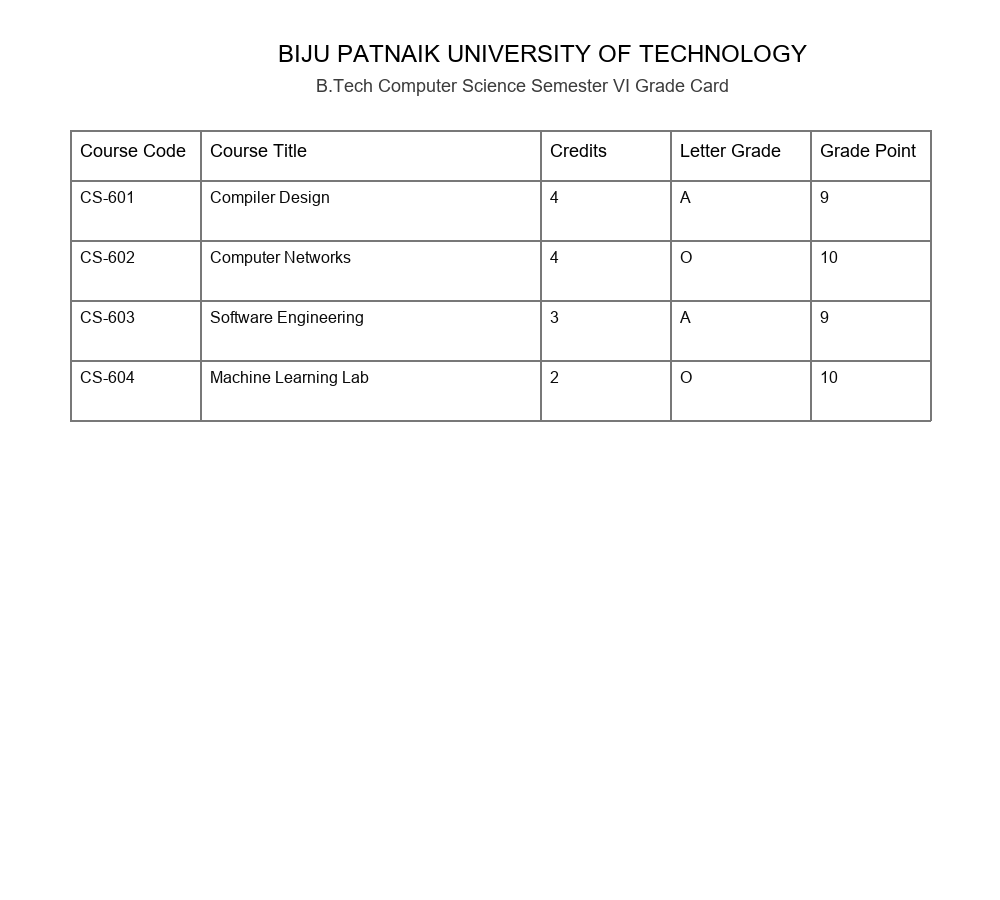 BIJU PATNAIK UNIVERSITY OF TECHNOLOGY
B.Tech Computer Science Semester VI Grade Card
Course Code Course Title Credits Letter Grade Grade Point
CS-601 Compiler Design 4 A 9
CS-602 Computer Networks 4 O 10
CS-603 Software Engineering 3 A 9
CS-604 Machine Learning Lab 2 O 10